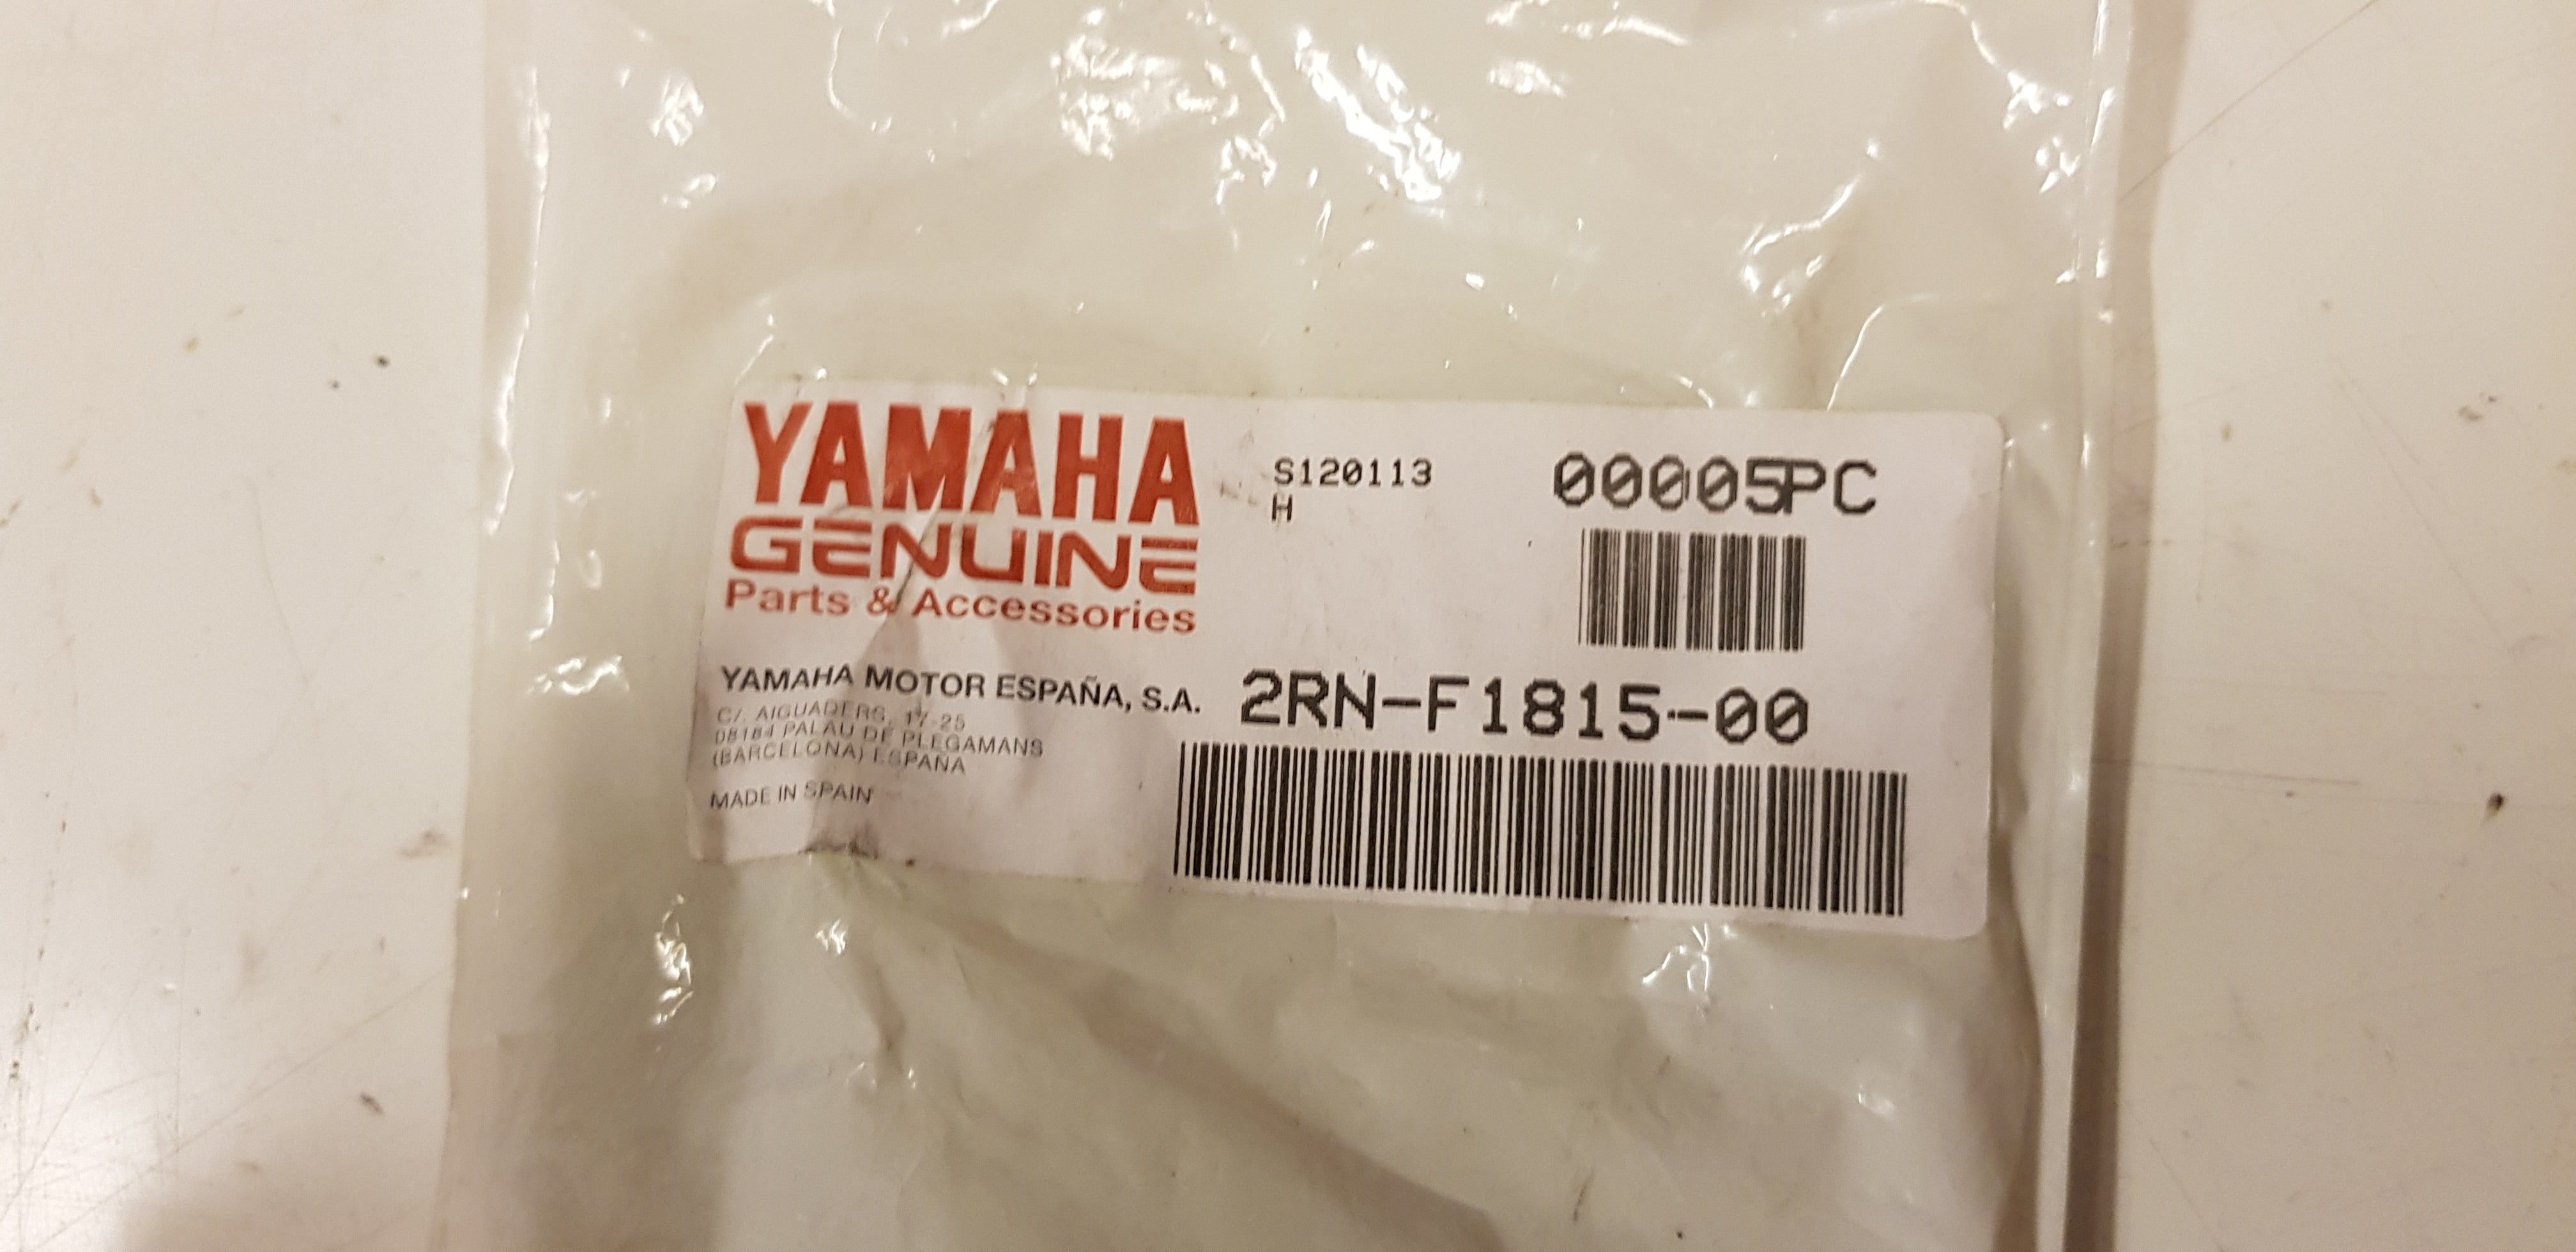 YAMAHA
GENUINE
Parts & Accessories
S120113
H
00005PC
YAMAHA MOTOR ESPAÑA, S.A.
C/. AIGUADERS, 17-25
08184 PALAU DE PLEGAMANS
(BARCELONA) ESPAÑA
MADE IN SPAIN
2RN-F1815-00